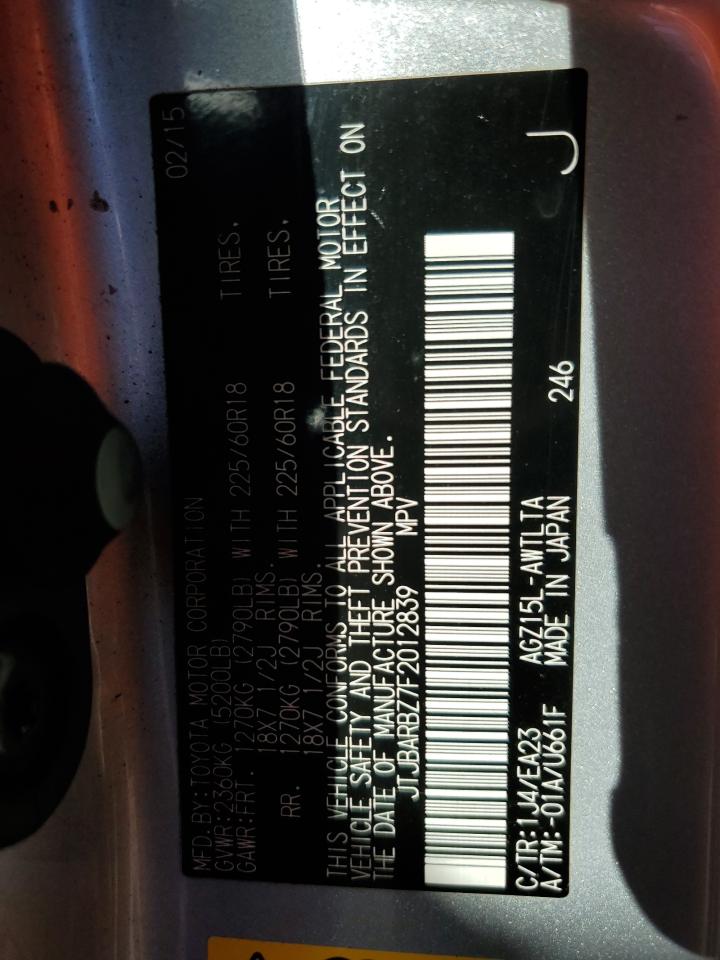 MFD.BY:TOYOTA MOTOR CORPORATION 02/15
GVWR:2360KG (5200LB)
GAWR:FRT. 1270KG (2790LB) WITH 225/60R18 TIRES,
18X7 1/2J RIMS.
RR. 1270KG (2790LB) WITH 225/60R18 TIRES,
18X7 1/2J RIMS.
THIS VEHICLE CONFORMS TO ALL APPLICABLE FEDERAL MOTOR
VEHICLE SAFETY AND THEFT PREVENTION STANDARDS IN EFFECT ON
THE DATE OF MANUFACTURE SHOWN ABOVE.
JTJBARBZ7F2012839 MPV
C/TR:1J4/EA23 AGZ15L-AWTLTA
A/TM:-01A/U661F MADE IN JAPAN 246 J